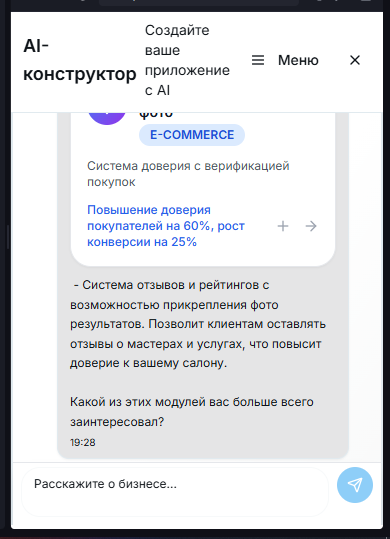 AI-
конструктор
Создайте
ваше
приложение
с AI
Меню
фото
E-COMMERCE
Система доверия с верификацией
покупок
Повышение доверия
покупателей на 60%, рост
конверсии на 25%
- Система отзывов и рейтингов с
возможностью прикрепления фото
результатов. Позволит клиентам оставлять
отзывы о мастерах и услугах, что повысит
доверие к вашему салону.
Какой из этих модулей вас больше всего
заинтересовал?
19:28
Расскажите о бизнесе...